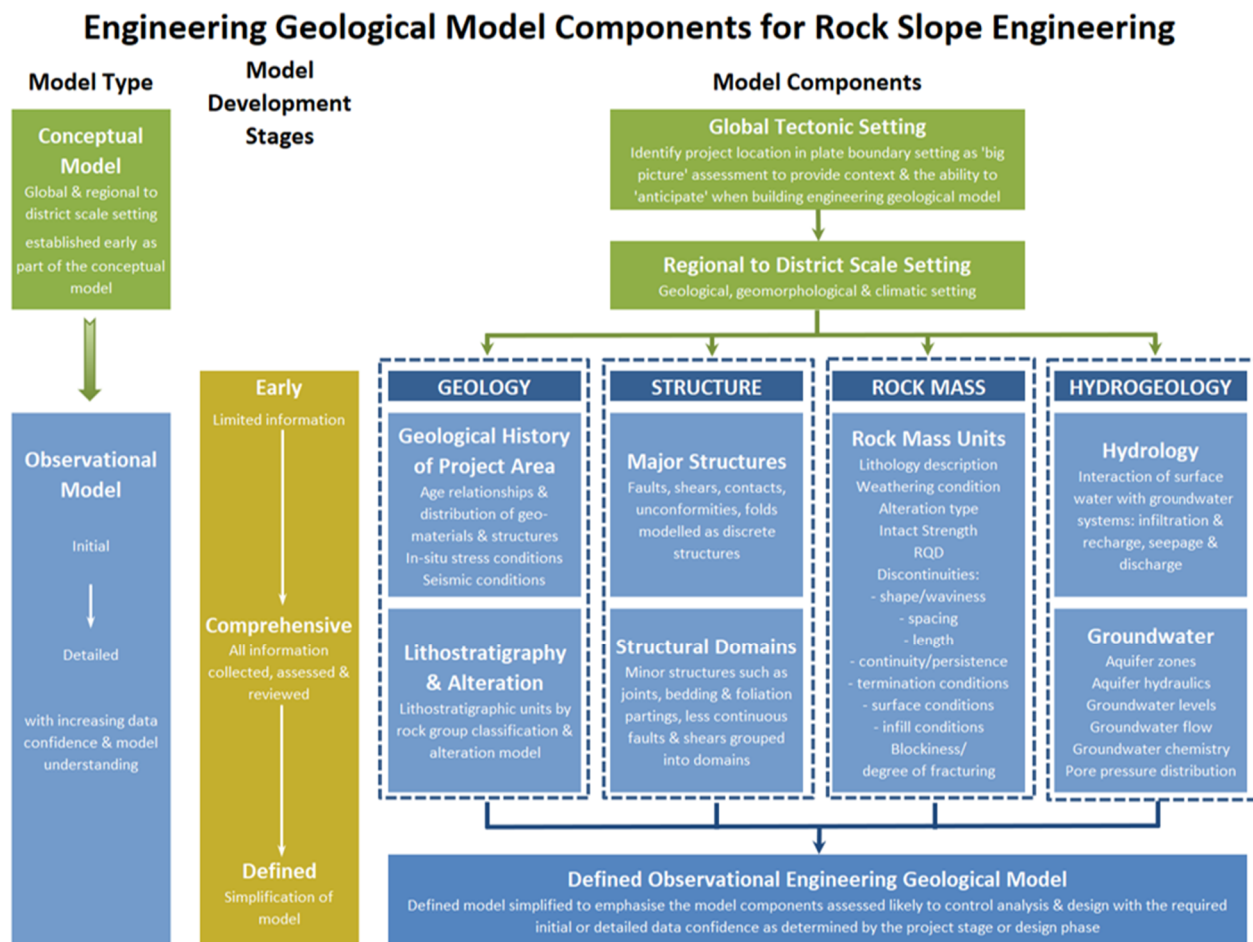 Engineering Geological Model Components for Rock Slope Engineering
Model Type
Model
Development
Stages
Model Components
Conceptual
Model
Global & regional to
district scale setting
established early as
part of the conceptual
model
Global Tectonic Setting
Identify project location in plate boundary setting as 'big
picture' assessment to provide context & the ability to
'anticipate' when building engineering geological model
Regional to District Scale Setting
Geological, geomorphological & climatic setting
Observational
Model
Initial
Detailed
with increasing data
confidence & model
understanding
Early
Limited information
Comprehensive
All information
collected, assessed &
reviewed
Defined
Simplification of
model
GEOLOGY
Geological History
of Project Area
Age relationships &
distribution of geo-
materials & structures
In-situ stress conditions
Seismic conditions
Lithostratigraphy
& Alteration
Lithostratigraphic units by
rock group classification &
alteration model
STRUCTURE
Major Structures
Faults, shears, contacts,
unconformities, folds
modelled as discrete
structures
Structural Domains
Minor structures such as
joints, bedding & foliation
partings, less continuous
faults & shears grouped
into domains
ROCK MASS
Rock Mass Units
Lithology description
Weathering condition
Alteration type
Intact Strength
RQD
Discontinuities:
- shape/waviness
- spacing
- length
- continuity/persistence
- termination conditions
- surface conditions
- infill conditions
Blockiness/
degree of fracturing
HYDROGEOLOGY
Hydrology
Interaction of surface
water with groundwater
systems: infiltration &
recharge, seepage &
discharge
Groundwater
Aquifer zones
Aquifer hydraulics
Groundwater levels
Groundwater flow
Groundwater chemistry
Pore pressure distribution
Defined Observational Engineering Geological Model
Defined model simplified to emphasise the model components assessed likely to control analysis & design with the required
initial or detailed data confidence as determined by the project stage or design phase